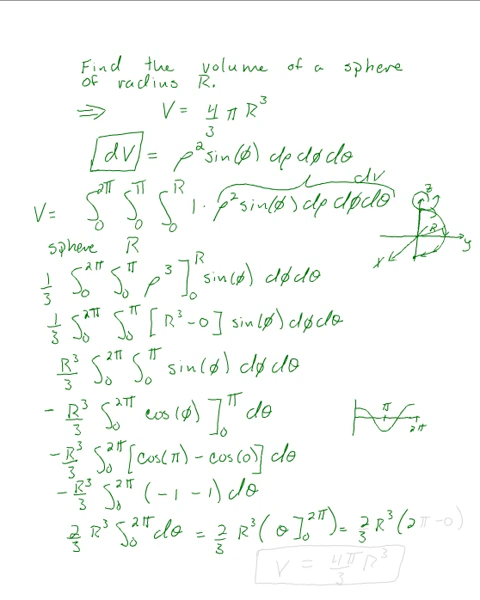 Find the volume of a sphere
of radius R.
⇒ V = 4/3 π R³
dV = ρ² sin(φ) dρ dφ dθ
dV
V = ∫₀^2π ∫₀^π ∫₀^R 1 · ρ² sin(φ) dρ dφ dθ
sphere R
z
R
x y
1/3 ∫₀^2π ∫₀^π ρ³ ]₀^R sin(φ) dφ dθ
1/3 ∫₀^2π ∫₀^π [R³ - 0] sin(φ) dφ dθ
R³/3 ∫₀^2π ∫₀^π sin(φ) dφ dθ
- R³/3 ∫₀^2π cos(φ) ]₀^π dθ
π
2π
- R³/3 ∫₀^2π [cos(π) - cos(0)] dθ
- R³/3 ∫₀^2π (-1 -1) dθ
2/3 R³ ∫₀^2π dθ = 2/3 R³ (θ]₀^2π) = 2/3 R³ (2π - 0)
V = 4π/3 R³